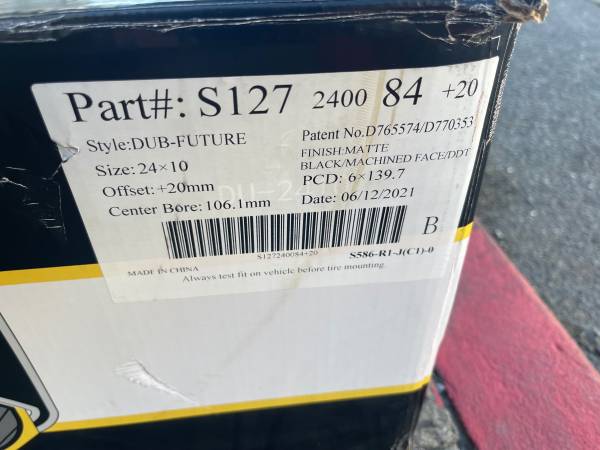 Part#: S127 2400 84 +20
Style:DUB-FUTURE
Patent No.D765574/D770353
Size:24×10
FINISH:MATTE
BLACK/MACHINED FACE/DDT
Offset:+20mm
PCD: 6×139.7
Center Bore:106.1mm
Date: 06/12/2021
B
S127240084+20
S586-R1-J(C1)-0
MADE IN CHINA
Always test fit on vehicle before tire mounting.